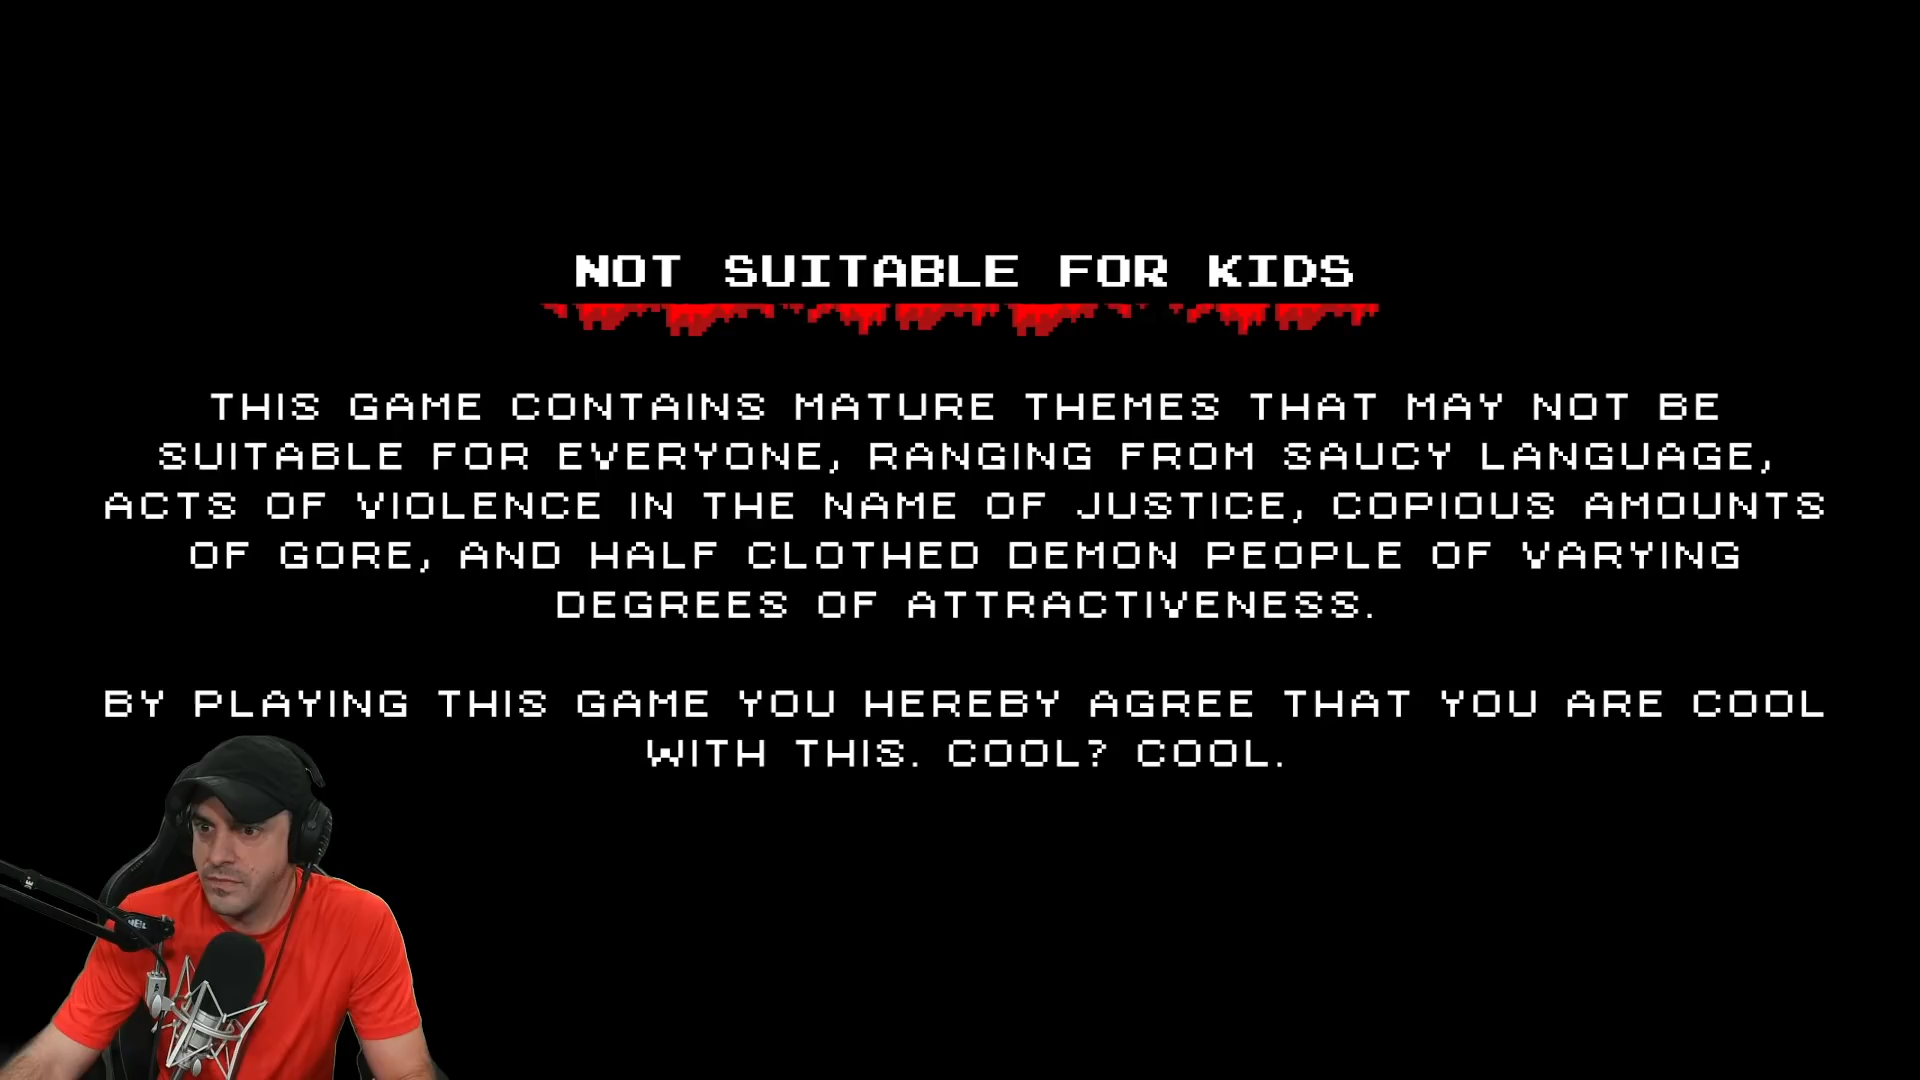 NOT SUITABLE FOR KIDS
THIS GAME CONTAINS MATURE THEMES THAT MAY NOT BE
SUITABLE FOR EVERYONE, RANGING FROM SAUCY LANGUAGE,
ACTS OF VIOLENCE IN THE NAME OF JUSTICE, COPIOUS AMOUNTS
OF GORE, AND HALF CLOTHED DEMON PEOPLE OF VARYING
DEGREES OF ATTRACTIVENESS.
BY PLAYING THIS GAME YOU HEREBY AGREE THAT YOU ARE COOL
WITH THIS. COOL? COOL.